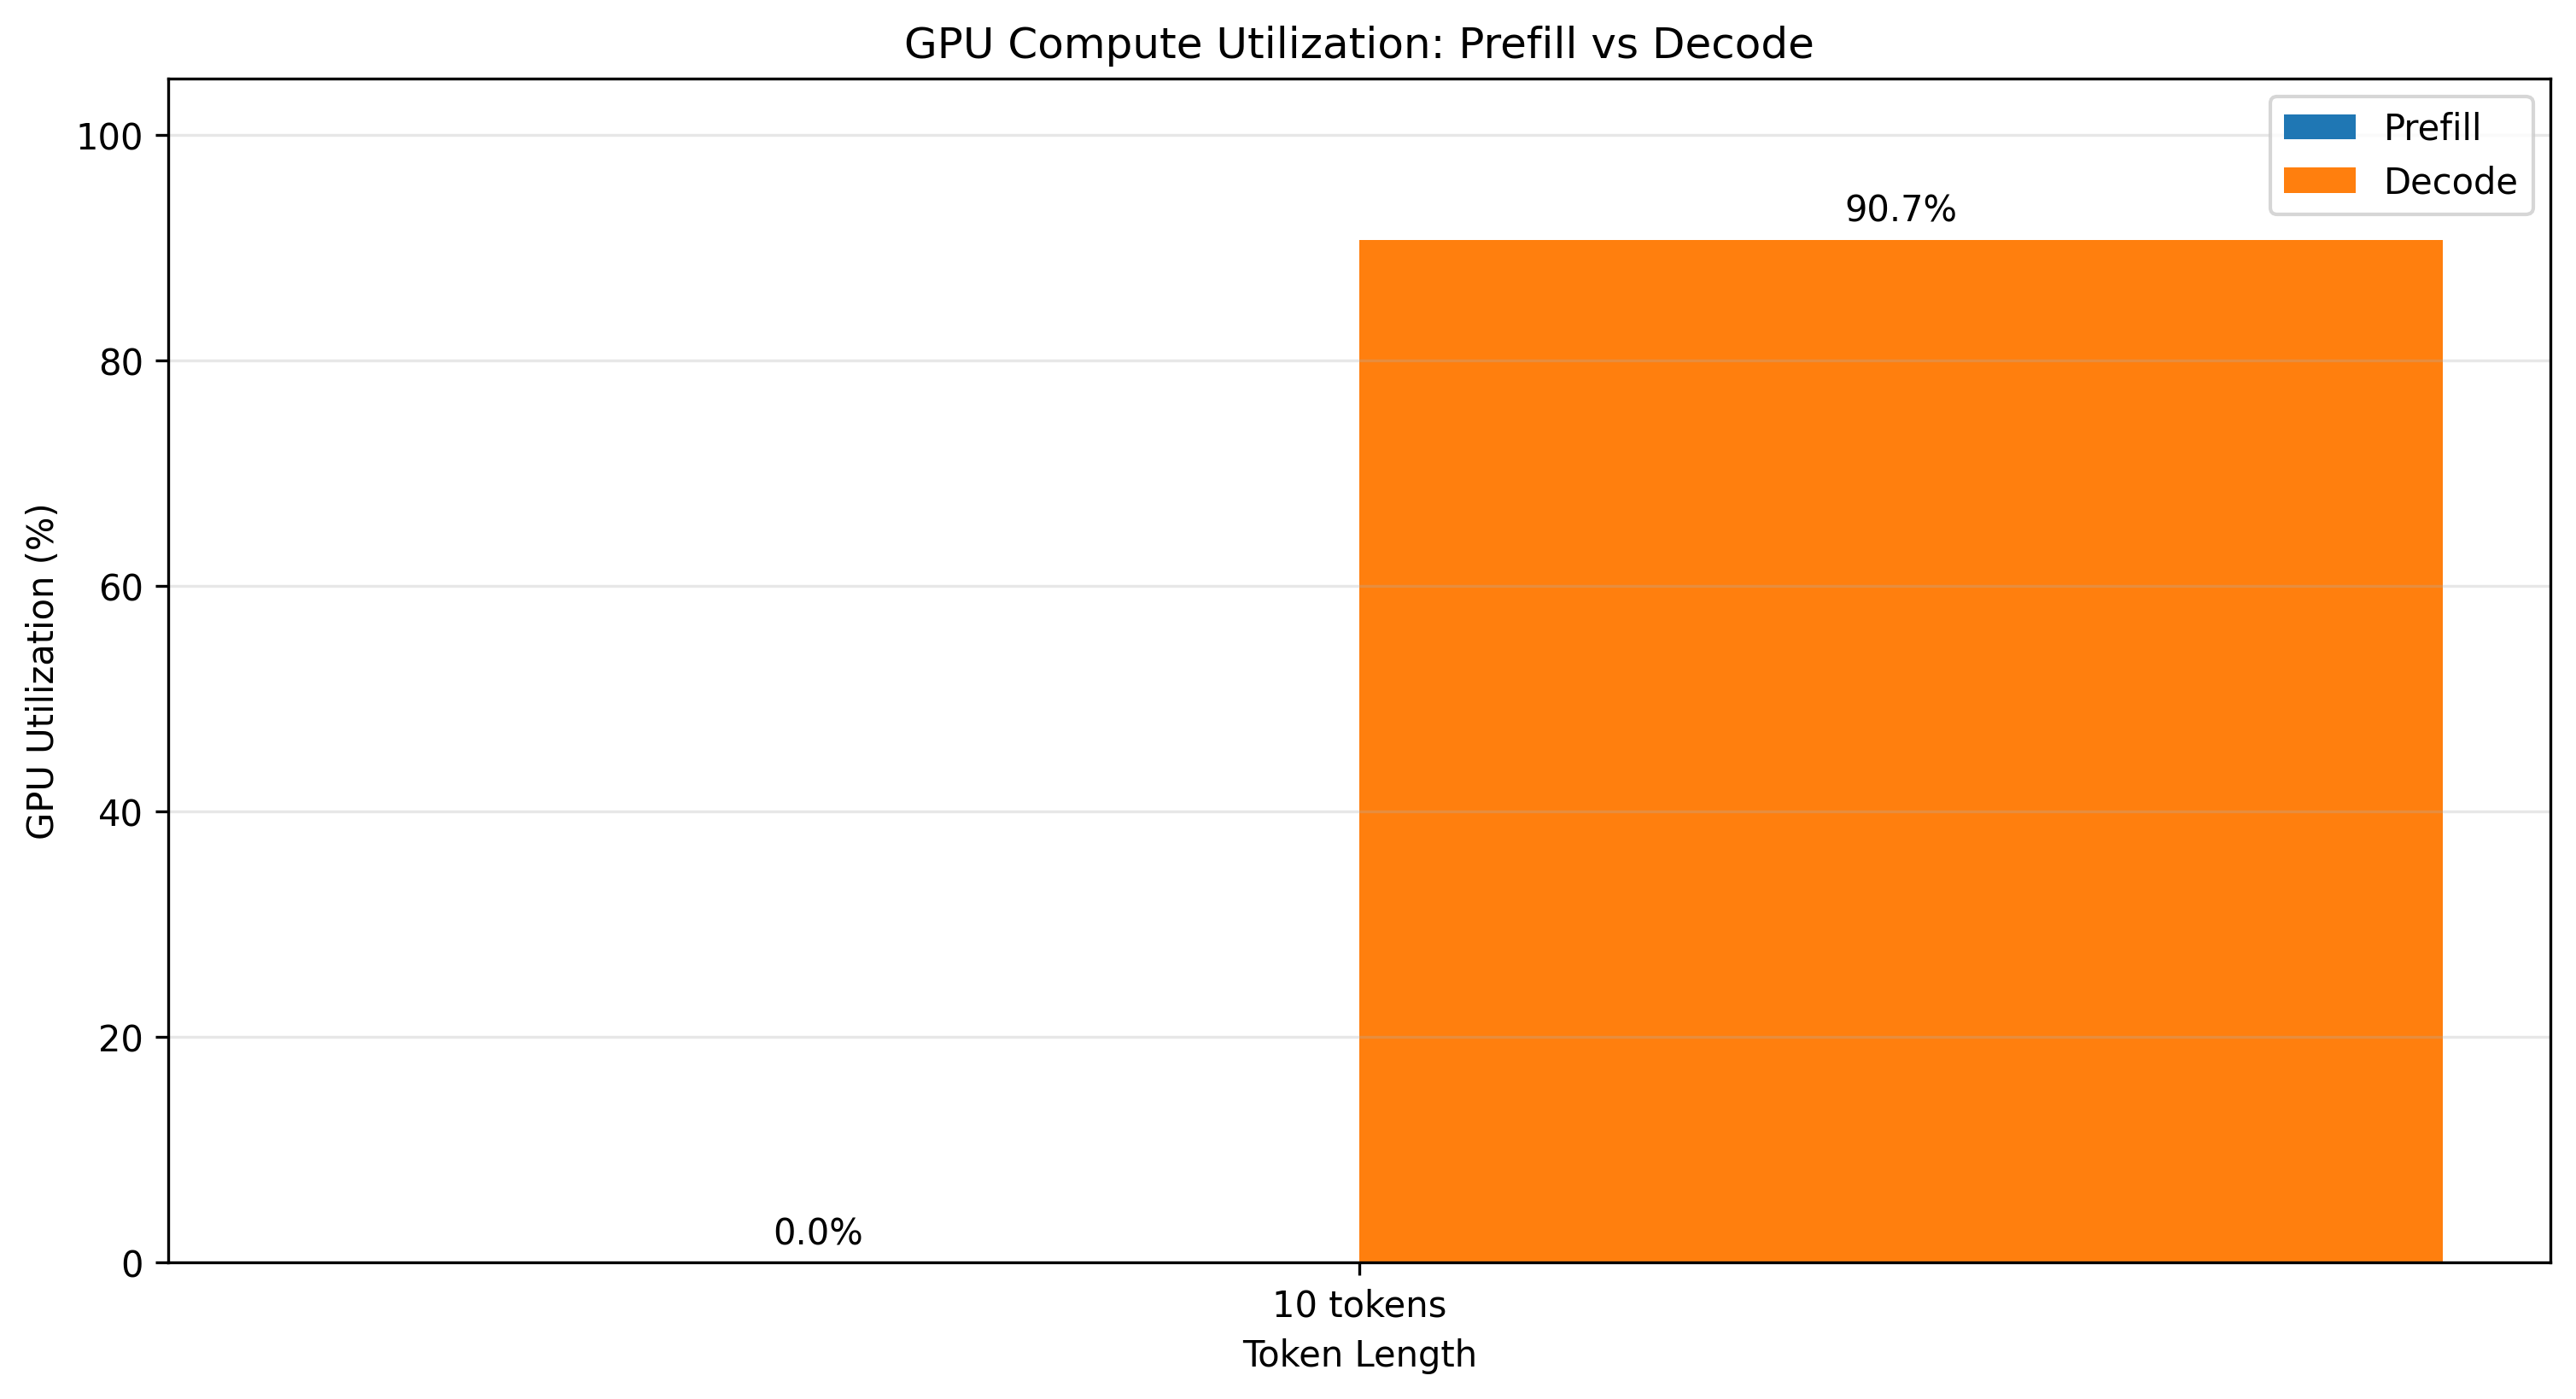 GPU Compute Utilization: Prefill vs Decode
Prefill
Decode
100
80
60
40
20
0
GPU Utilization (%)
90.7%
0.0%
10 tokens
Token Length